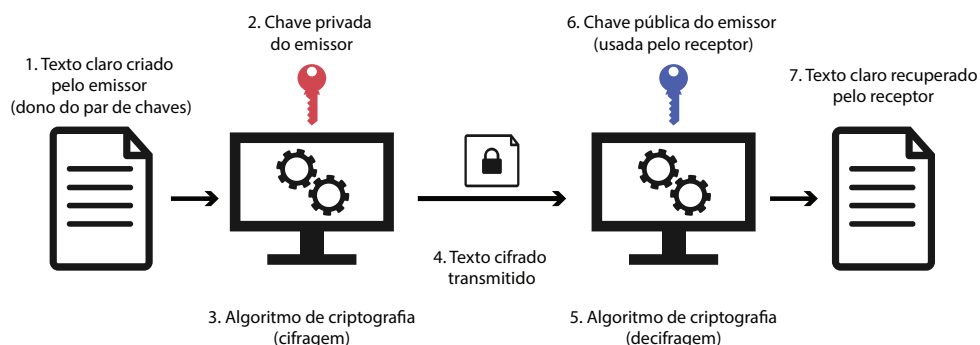 1. Texto claro criado
pelo emissor
(dono do par de chaves)
2. Chave privada
do emissor
3. Algoritmo de criptografia
(cifragem)
4. Texto cifrado
transmitido
5. Algoritmo de criptografia
(decifragem)
6. Chave pública do emissor
(usada pelo receptor)
7. Texto claro recuperado
pelo receptor